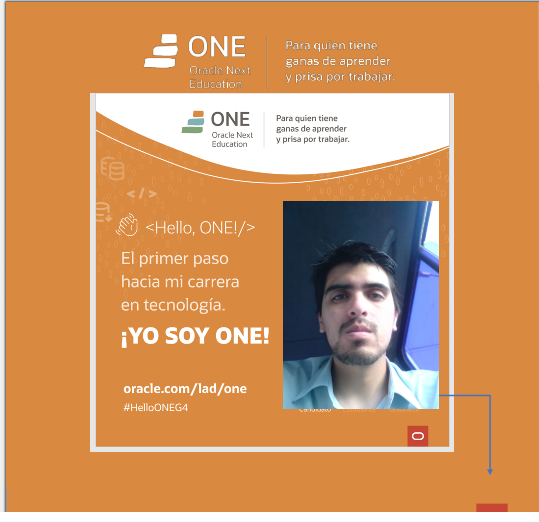 ONE
Oracle Next
Education
Para quien tiene
ganas de aprender
y prisa por trabajar.
ONE
Oracle Next
Education
Para quien tiene
ganas de aprender
y prisa por trabajar.
</>
<Hello, ONE!/>
El primer paso
hacia mi carrera
en tecnología.
¡YO SOY ONE!
oracle.com/lad/one
#HelloONEG4
Candidato